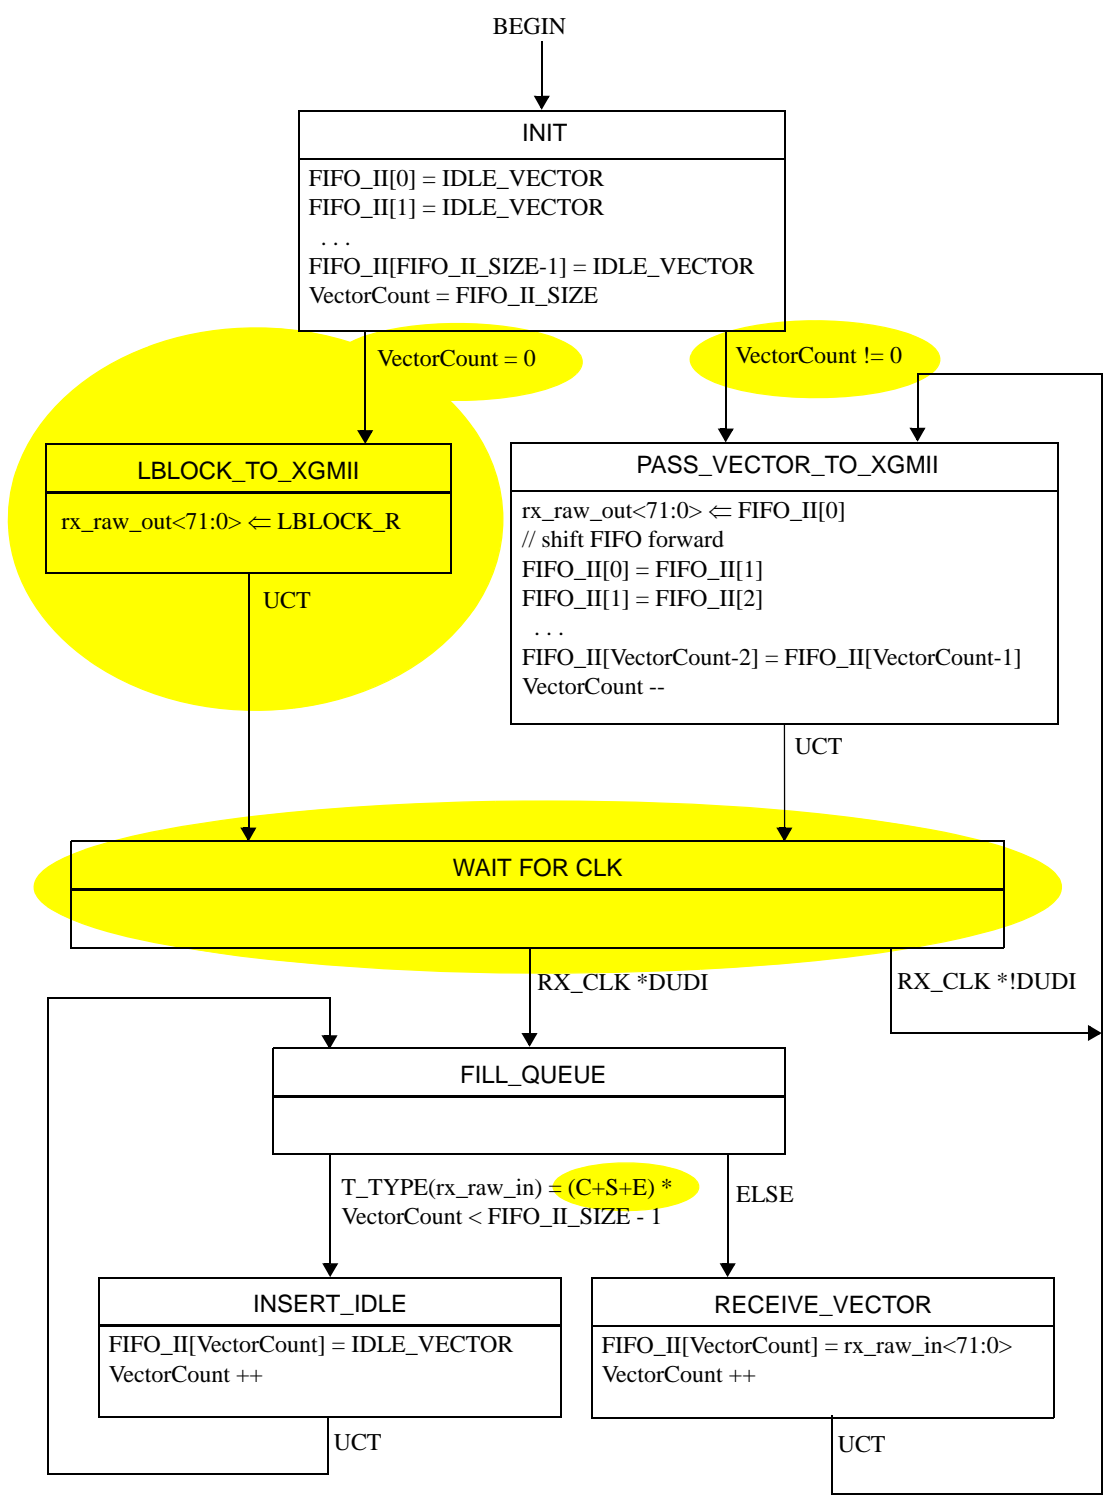 BEGIN
INIT
FIFO_II[0] = IDLE_VECTOR
FIFO_II[1] = IDLE_VECTOR
. . .
FIFO_II[FIFO_II_SIZE-1] = IDLE_VECTOR
VectorCount = FIFO_II_SIZE
VectorCount = 0
VectorCount != 0
LBLOCK_TO_XGMII
rx_raw_out<71:0> ⇐ LBLOCK_R
UCT
PASS_VECTOR_TO_XGMII
rx_raw_out<71:0> ⇐ FIFO_II[0]
// shift FIFO forward
FIFO_II[0] = FIFO_II[1]
FIFO_II[1] = FIFO_II[2]
. . .
FIFO_II[VectorCount-2] = FIFO_II[VectorCount-1]
VectorCount --
UCT
WAIT FOR CLK
RX_CLK *DUDI
RX_CLK *!DUDI
FILL_QUEUE
T_TYPE(rx_raw_in) = (C+S+E) *
VectorCount < FIFO_II_SIZE - 1
ELSE
INSERT_IDLE
FIFO_II[VectorCount] = IDLE_VECTOR
VectorCount ++
UCT
RECEIVE_VECTOR
FIFO_II[VectorCount] = rx_raw_in<71:0>
VectorCount ++
UCT